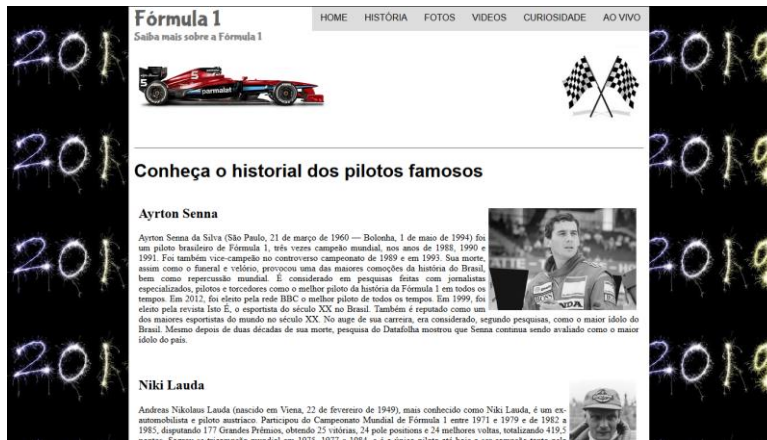 Fórmula 1
HOME HISTÓRIA FOTOS VIDEOS CURIOSIDADE AO VIVO
Saiba mais sobre a Fórmula 1
5
5
parmalat
201
2019
201
2019
201
2019
201
2019
Conheça o historial dos pilotos famosos
Ayrton Senna
Ayrton Senna da Silva (São Paulo, 21 de março de 1960 — Bolonha, 1 de maio de 1994) foi
um piloto brasileiro de Fórmula 1, três vezes campeão mundial, nos anos de 1988, 1990 e
1991. Foi também vice-campeão no controverso campeonato de 1989 e em 1993. Sua morte,
assim como o funeral e velório, provocou uma das maiores comoções da história do Brasil,
bem como repercussão mundial. É considerado em pesquisas feitas com jornalistas
especializados, pilotos e torcedores como o melhor piloto da história da Fórmula 1 em todos os
tempos. Em 2012, foi eleito pela rede BBC o melhor piloto de todos os tempos. Em 1999, foi
eleito pela revista Isto É, o esportista do século XX no Brasil. Também é reputado como um
dos maiores esportistas do mundo no século XX. No auge de sua carreira, era considerado, segundo pesquisas, como o maior ídolo do
Brasil. Mesmo depois de duas décadas de sua morte, pesquisa do Datafolha mostrou que Senna continua sendo avaliado como o maior
ídolo do país.
Niki Lauda
Andreas Nikolaus Lauda (nascido em Viena, 22 de fevereiro de 1949), mais conhecido como Niki Lauda, é um ex-
automobilista e piloto austríaco. Participou do Campeonato Mundial de Fórmula 1 entre 1971 e 1979 e de 1982 a
1985, disputando 177 Grandes Prêmios, obtendo 25 vitórias, 24 pole positions e 24 melhores voltas, totalizando 419,5